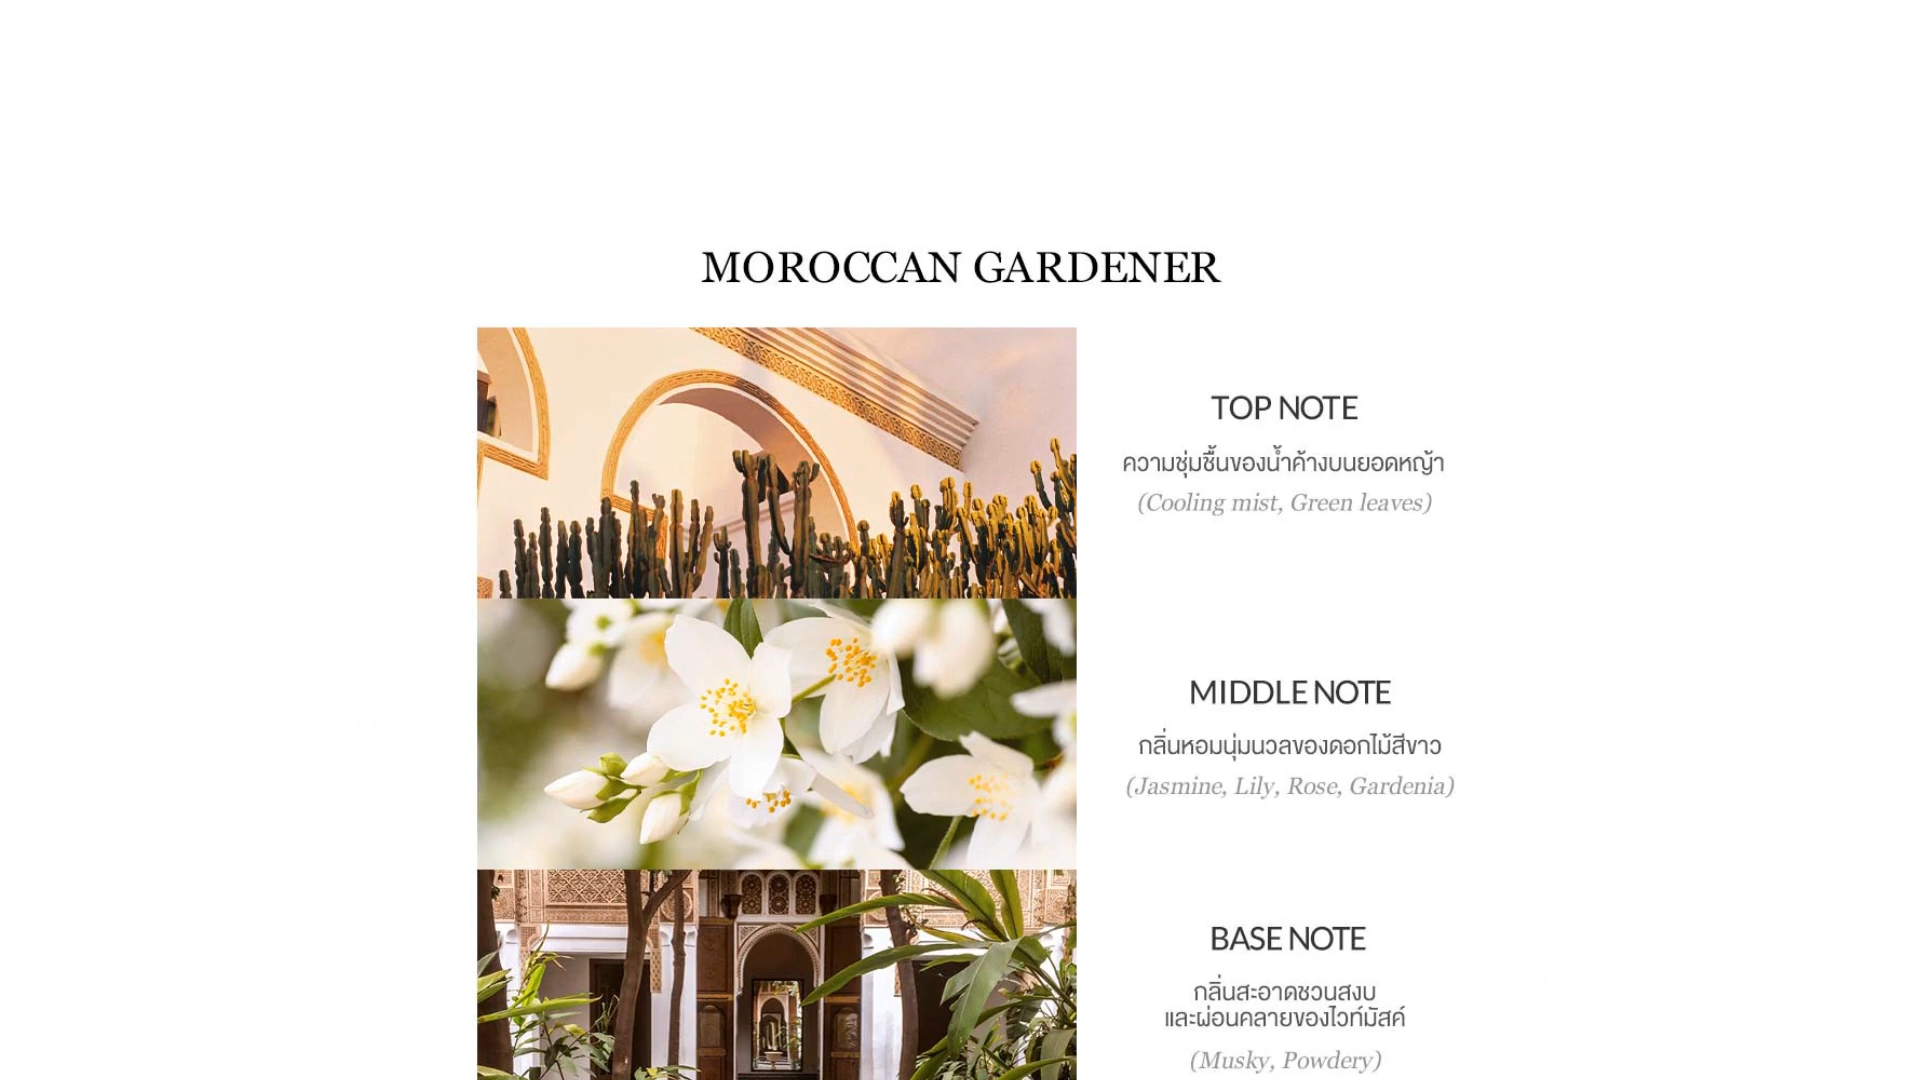 MOROCCAN GARDENER
TOP NOTE
ความชุ่มชื้นของน้ำค้างบนยอดหญ้า
(Cooling mist, Green leaves)
MIDDLE NOTE
กลิ่นหอมนุ่มนวลของดอกไม้สีขาว
(Jasmine, Lily, Rose, Gardenia)
BASE NOTE
กลิ่นสะอาดชวนสงบ
และผ่อนคลายของไวท์มัสค์
(Musky, Powdery)